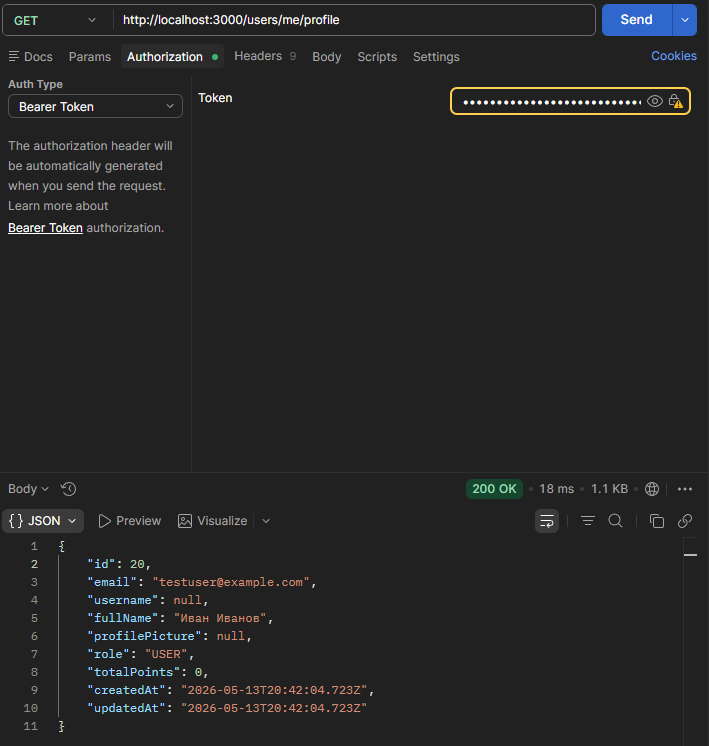 GET http://localhost:3000/users/me/profile Send
Docs Params Authorization Headers 9 Body Scripts Settings Cookies
Auth Type
Bearer Token
Token
••••••••••••••••••••••••••••
The authorization header will
be automatically generated
when you send the request.
Learn more about
Bearer Token authorization.
Body 200 OK • 18 ms • 1.1 KB •
{ } JSON Preview Visualize
1 {
2 "id": 20,
3 "email": "testuser@example.com",
4 "username": null,
5 "fullName": "Иван Иванов",
6 "profilePicture": null,
7 "role": "USER",
8 "totalPoints": 0,
9 "createdAt": "2026-05-13T20:42:04.723Z",
10 "updatedAt": "2026-05-13T20:42:04.723Z"
11 }